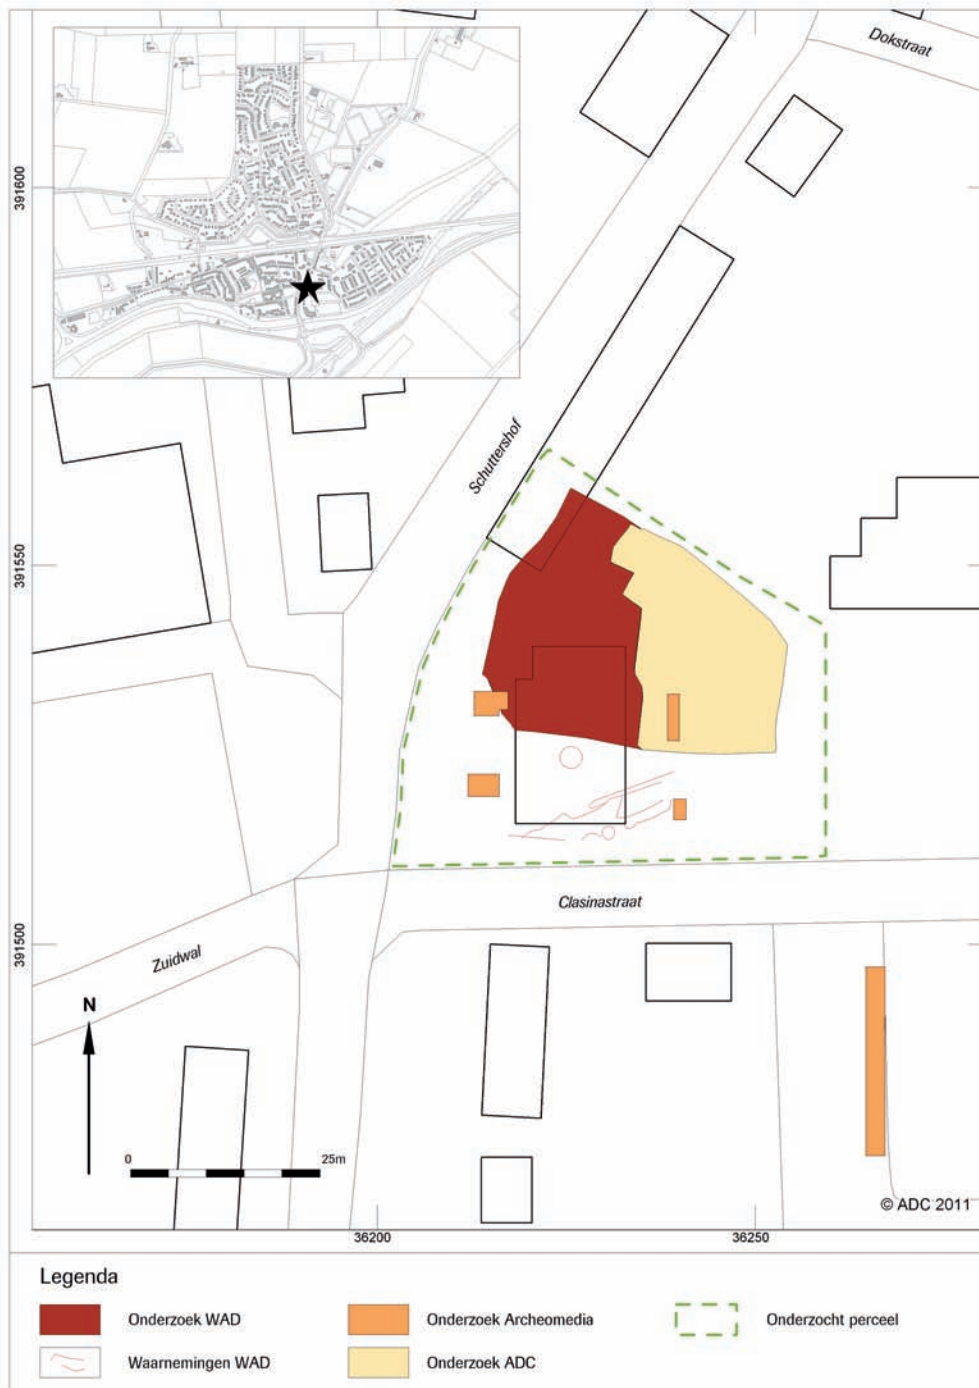 Dokstraat
391600
Schuttershof
391550
Clasinastraat
391500
Zuidwal
N
0 25m
© ADC 2011
36200 36250
Legenda
Onderzoek WAD Onderzoek Archeomedia Onderzocht perceel
Waarnemingen WAD Onderzoek ADC